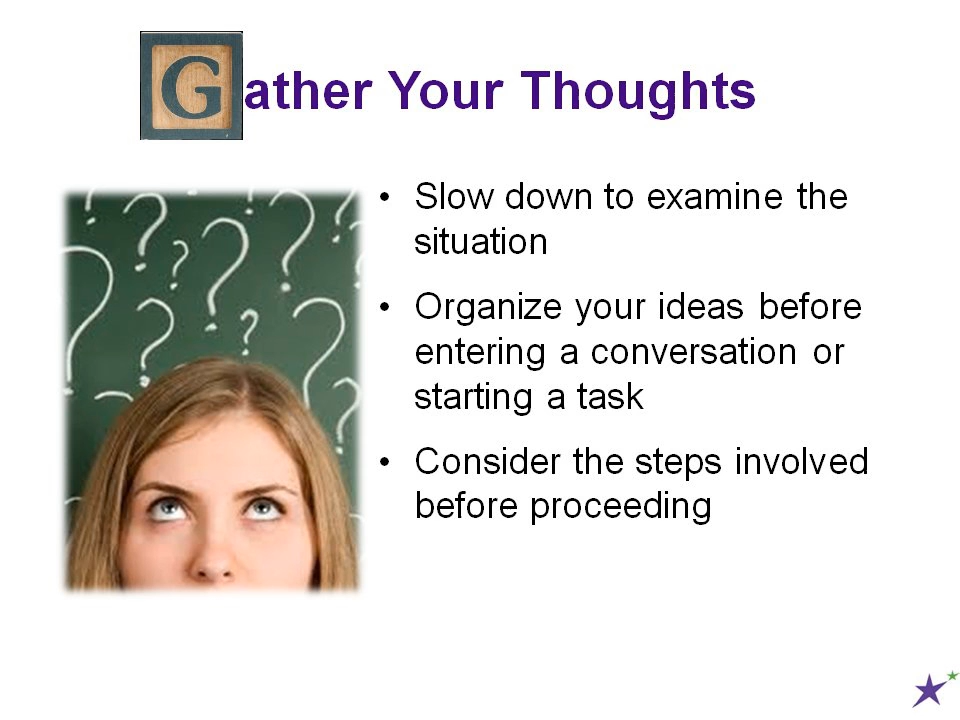 Gather Your Thoughts
• Slow down to examine the
situation
• Organize your ideas before
entering a conversation or
starting a task
• Consider the steps involved
before proceeding